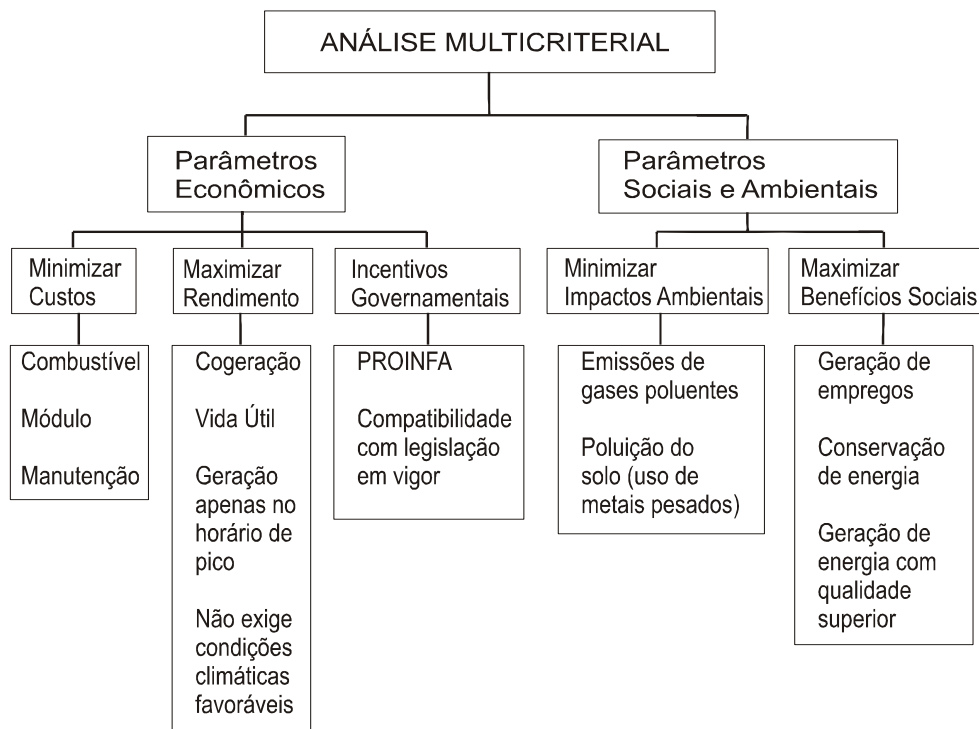 ANÁLISE MULTICRITERIAL
Parâmetros
Econômicos
Parâmetros
Sociais e Ambientais
Minimizar
Custos
Maximizar
Rendimento
Incentivos
Governamentais
Minimizar
Impactos Ambientais
Maximizar
Benefícios Sociais
Combustível
Módulo
Manutenção
Cogeração
Vida Útil
Geração
apenas no
horário de
pico
Não exige
condições
climáticas
favoráveis
PROINFA
Compatibilidade
com legislação
em vigor
Emissões de
gases poluentes
Poluição do
solo (uso de
metais pesados)
Geração de
empregos
Conservação
de energia
Geração de
energia com
qualidade
superior